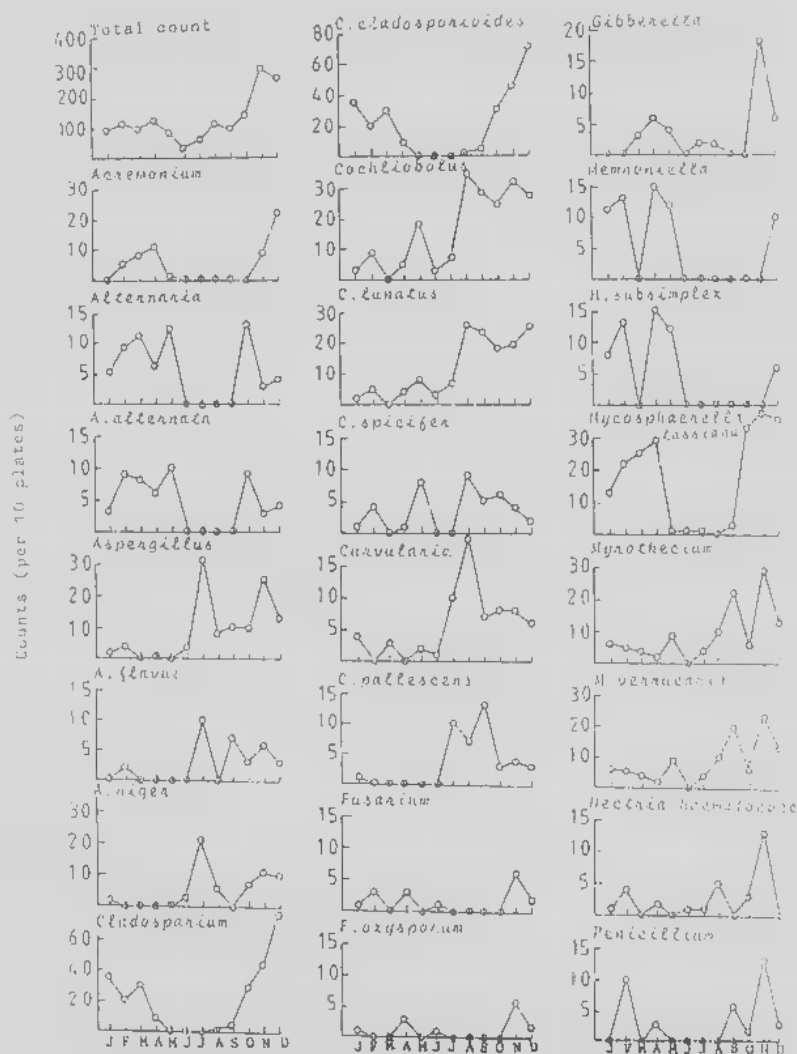 Counts (per 10 plates)
Total count
400
300
200
100
Acremonium
30
20
10
Alternaria
15
10
5
A.alternata
15
10
5
Aspergillus
30
20
10
A.flavus
15
10
5
A.niger
30
20
10
Cladosporium
60
40
20
J F M A M J J A S O N D
C.cladosporioides
80
60
40
20
Cochliobolus
30
20
10
C.lunatus
30
20
10
C.spicifer
15
10
5
Curvularia
15
10
5
C.pallescens
15
10
5
Fusarium
15
10
5
F.oxysporum
15
10
5
J F M A M J J A S O N D
Gibberella
20
15
10
5
Memnoniella
15
10
5
M.subsimplex
15
10
5
Mycosphaerella
tassiana
30
20
10
Myrothecium
30
20
10
M.verrucaria
30
20
10
Nectria haematococca
15
10
5
Penicillium
15
10
5
J F M A M J J A S O N D